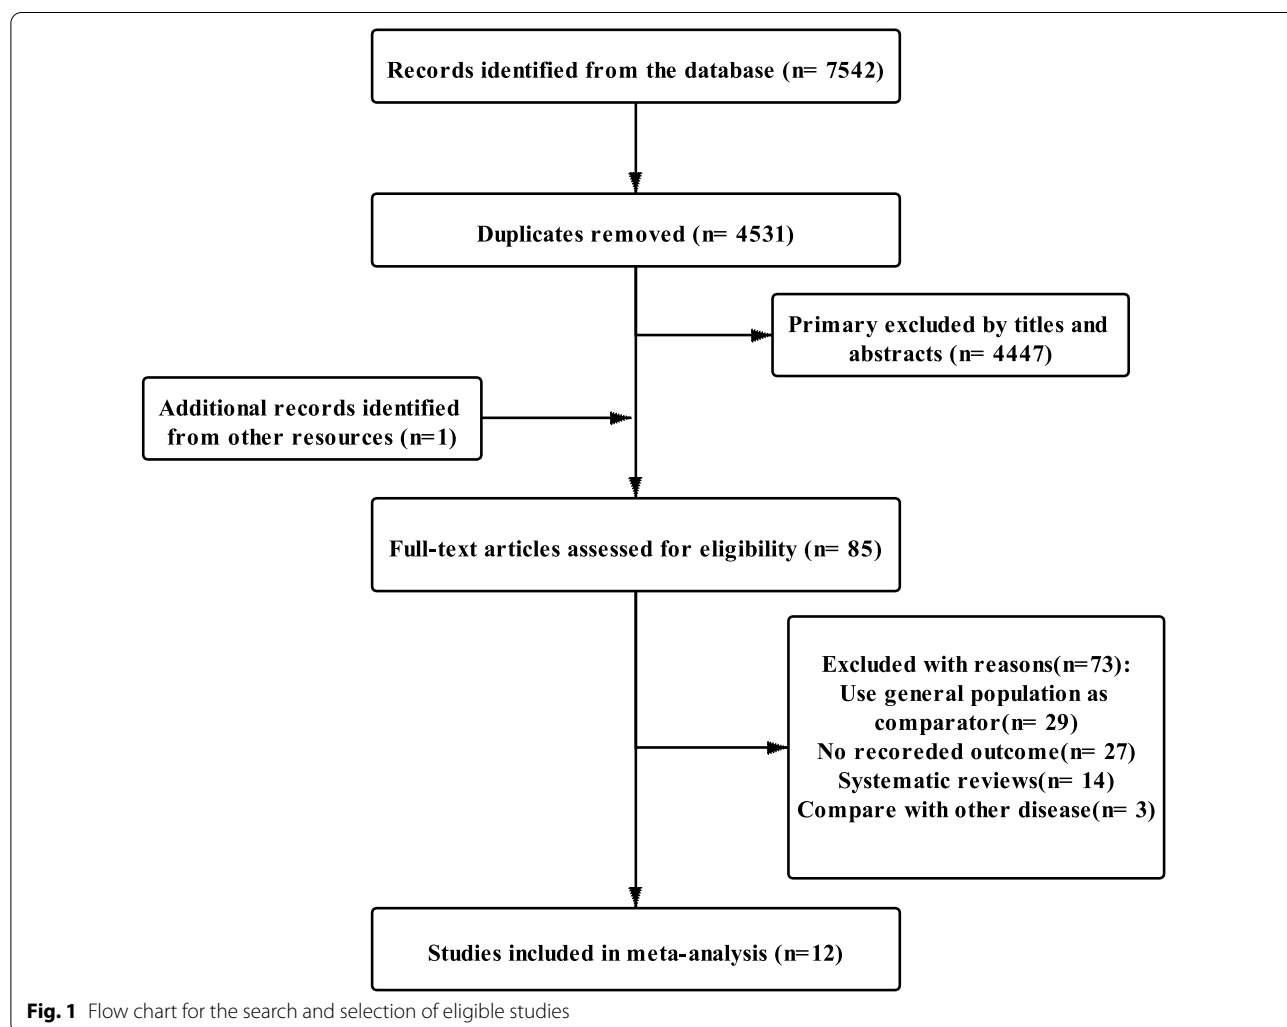 Records identified from the database (n= 7542)
Duplicates removed (n= 4531)
Primary excluded by titles and
abstracts (n= 4447)
Additional records identified
from other resources (n=1)
Full-text articles assessed for eligibility (n= 85)
Excluded with reasons(n=73):
Use general population as
comparator(n= 29)
No recoreded outcome(n= 27)
Systematic reviews(n= 14)
Compare with other disease(n= 3)
Studies included in meta-analysis (n=12)
Fig. 1 Flow chart for the search and selection of eligible studies